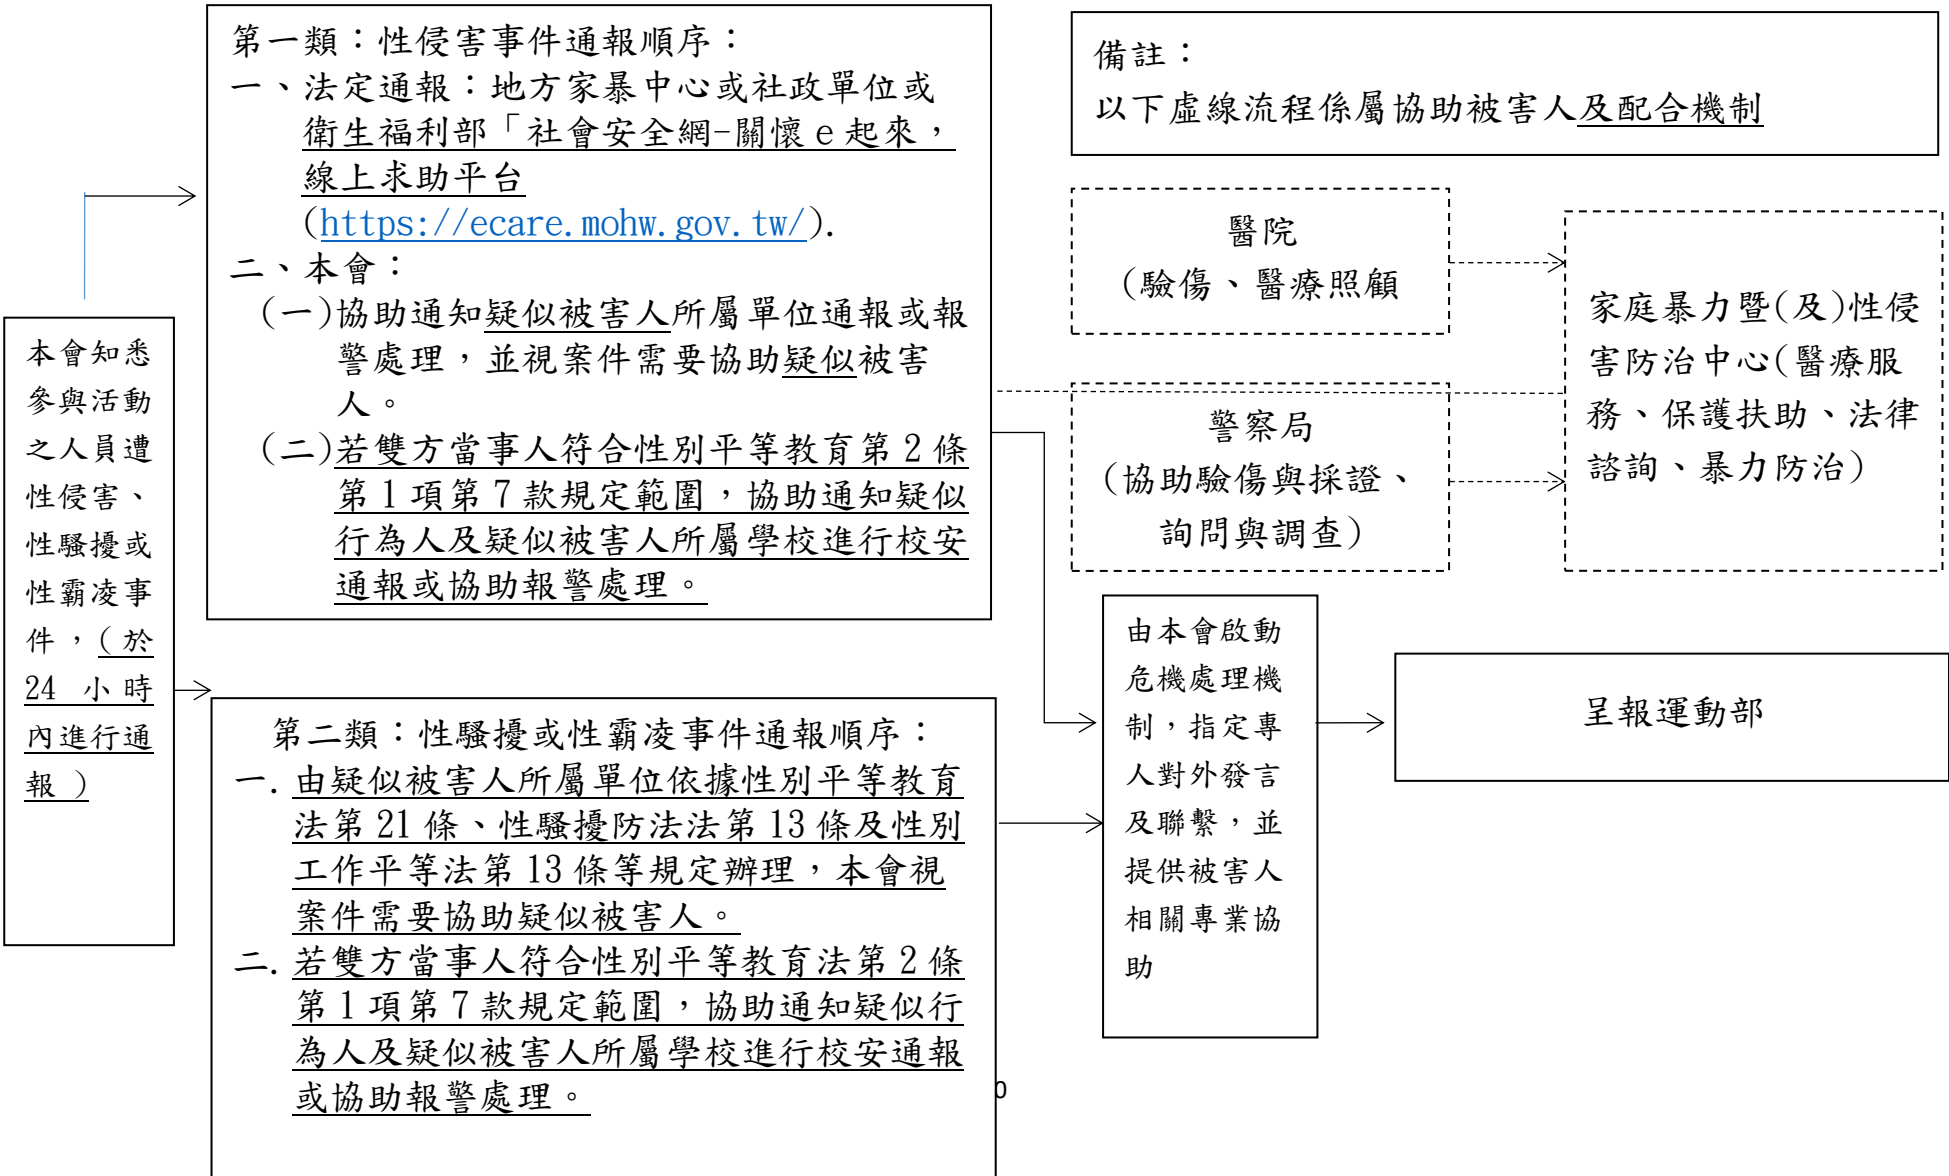 第一類：性侵害事件通報順序：
一、法定通報：地方家暴中心或社政單位或
衛生福利部「社會安全網-關懷 e 起來，
線上求助平台
(https://ecare.mohw.gov.tw/).
二、本會：
(一)協助通知疑似被害人所屬單位通報或報
警處理，並視案件需要協助疑似被害
人。
(二)若雙方當事人符合性別平等教育第 2 條
第 1 項第 7 款規定範圍，協助通知疑似
行為人及疑似被害人所屬學校進行校安
通報或協助報警處理。
備註：
以下虛線流程係屬協助被害人及配合機制
醫院
(驗傷、醫療照顧
警察局
(協助驗傷與採證、
詢問與調查)
家庭暴力暨(及)性侵
害防治中心(醫療服
務、保護扶助、法律
諮詢、暴力防治)
本會知悉
參與活動
之人員遭
性侵害、
性騷擾或
性霸凌事
件，(於
24 小時
內進行通
報 )
第二類：性騷擾或性霸凌事件通報順序：
一. 由疑似被害人所屬單位依據性別平等教育
法第 21 條、性騷擾防法法第 13 條及性別
工作平等法第 13 條等規定辦理，本會視
案件需要協助疑似被害人。
二. 若雙方當事人符合性別平等教育法第 2 條
第 1 項第 7 款規定範圍，協助通知疑似行
為人及疑似被害人所屬學校進行校安通報
或協助報警處理。
由本會啟動
危機處理機
制，指定專
人對外發言
及聯繫，並
提供被害人
相關專業協
助
呈報運動部
0